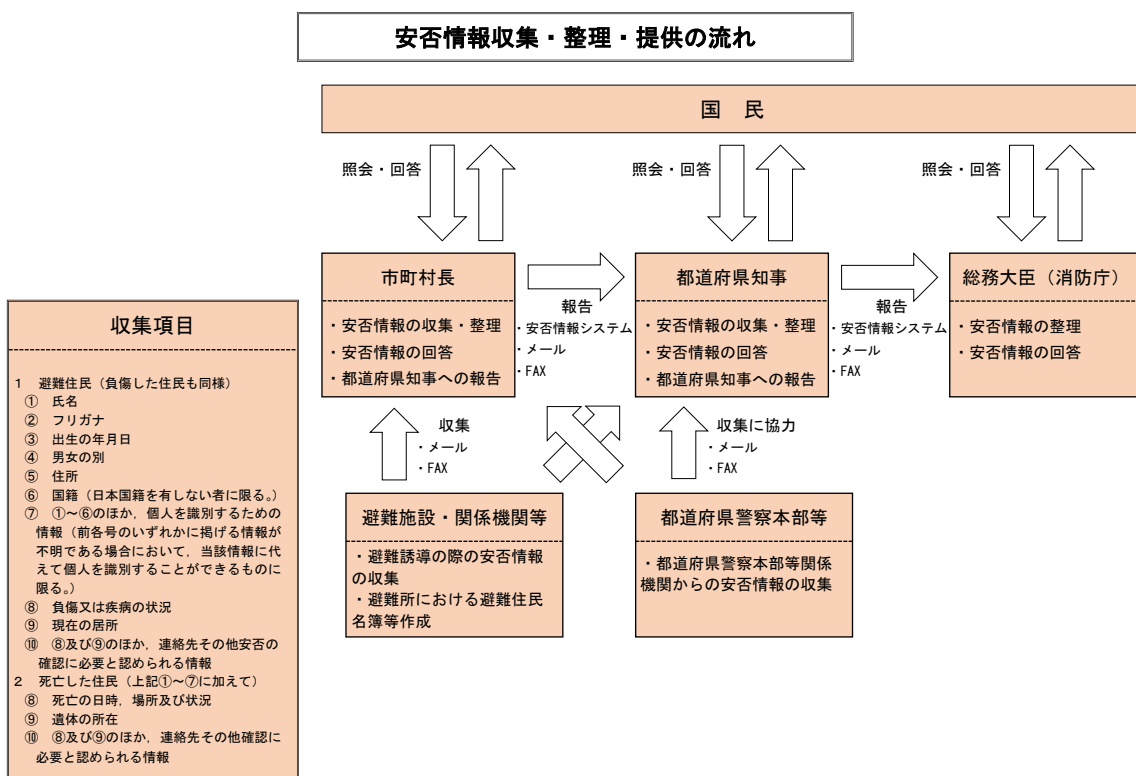 安否情報収集・整理・提供の流れ
国　民
照会・回答
照会・回答
照会・回答
市町村長
・安否情報の収集・整理
・安否情報の回答
・都道府県知事への報告
報告
・安否情報システム
・メール
・FAX
都道府県知事
・安否情報の収集・整理
・安否情報の回答
・都道府県知事への報告
報告
・安否情報システム
・メール
・FAX
総務大臣（消防庁）
・安否情報の整理
・安否情報の回答
収集
・メール
・FAX
収集に協力
・メール
・FAX
避難施設・関係機関等
・避難誘導の際の安否情報
の収集
・避難所における避難住民
名簿等作成
都道府県警察本部等
・都道府県警察本部等関係
機関からの安否情報の収集
収集項目
1　避難住民（負傷した住民も同様）
①　氏名
②　フリガナ
③　出生の年月日
④　男女の別
⑤　住所
⑥　国籍（日本国籍を有しない者に限る。）
⑦　①～⑥のほか，個人を識別するための
情報（前各号のいずれかに掲げる情報が
不明である場合において，当該情報に代
えて個人を識別することができるものに
限る。）
⑧　負傷又は疾病の状況
⑨　現在の居所
⑩　⑧及び⑨のほか，連絡先その他安否の
確認に必要と認められる情報
2　死亡した住民（上記①～⑦に加えて）
⑧　死亡の日時，場所及び状況
⑨　遺体の所在
⑩　⑧及び⑨のほか，連絡先その他確認に
必要と認められる情報